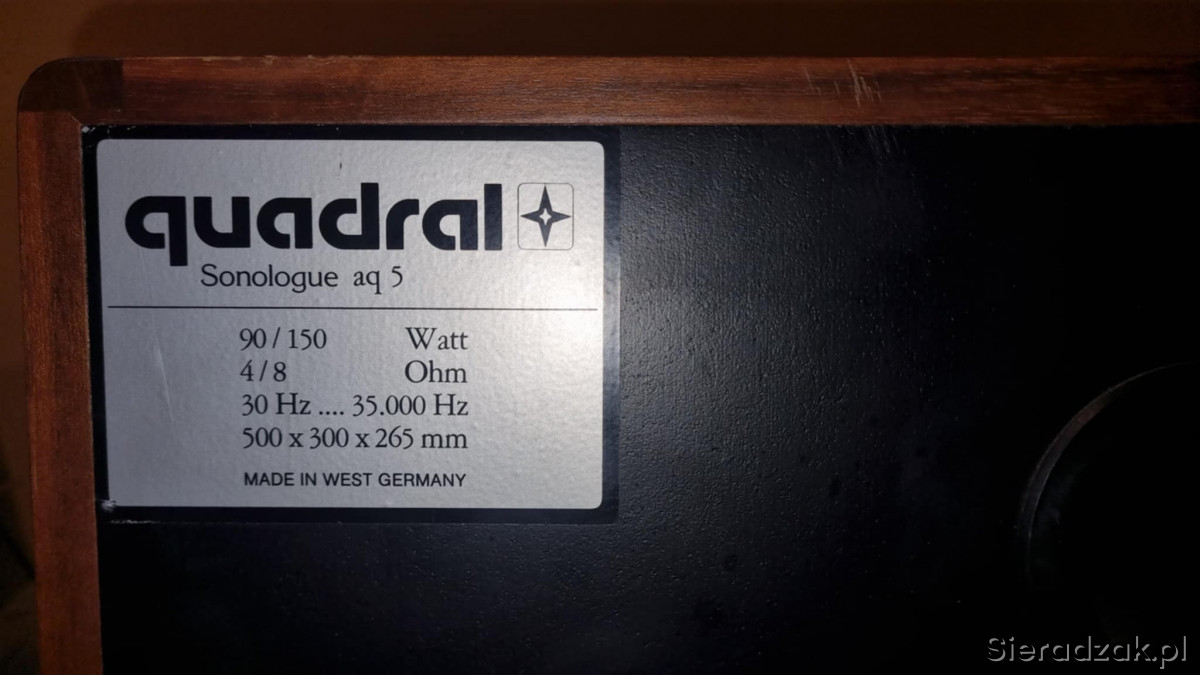 quadral
Sonologue aq 5
90 / 150 Watt
4 / 8 Ohm
30 Hz .... 35.000 Hz
500 x 300 x 265 mm
MADE IN WEST GERMANY
Sieradzak.pl